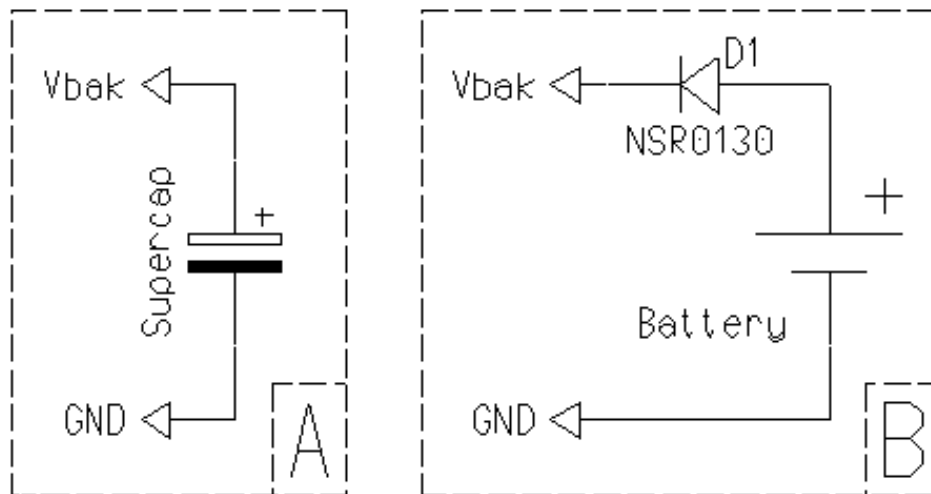 Vbak
+
Supercap
GND
A
D1
Vbak
NSR0130
+
Battery
GND
B